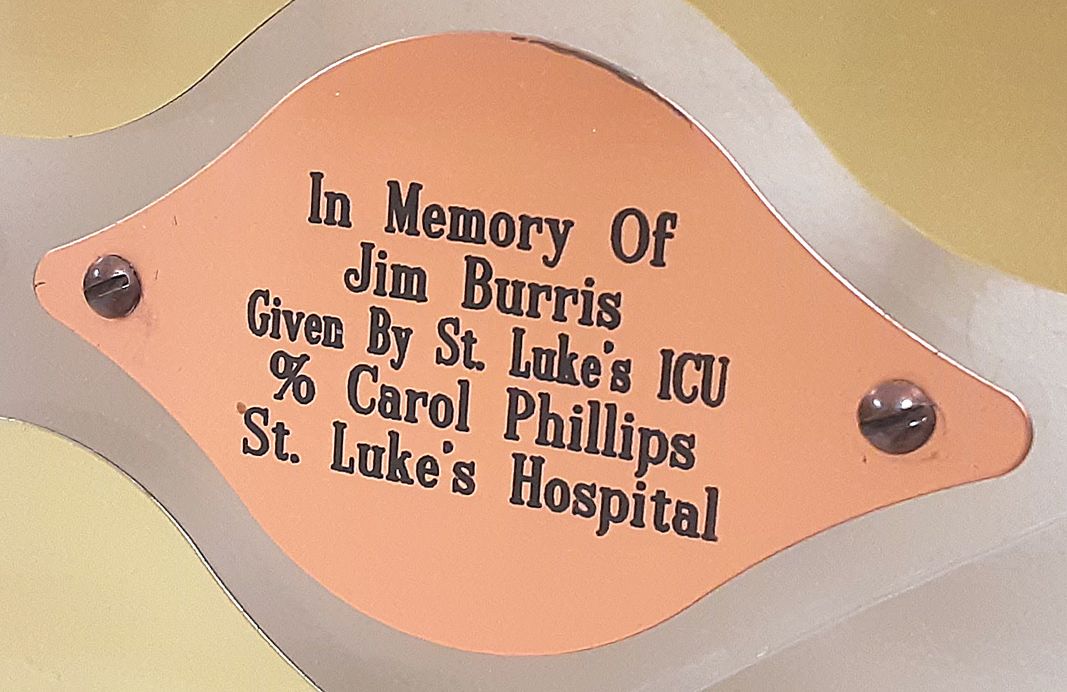 In Memory Of
Jim Burris
Given By St. Luke's ICU
% Carol Phillips
St. Luke's Hospital